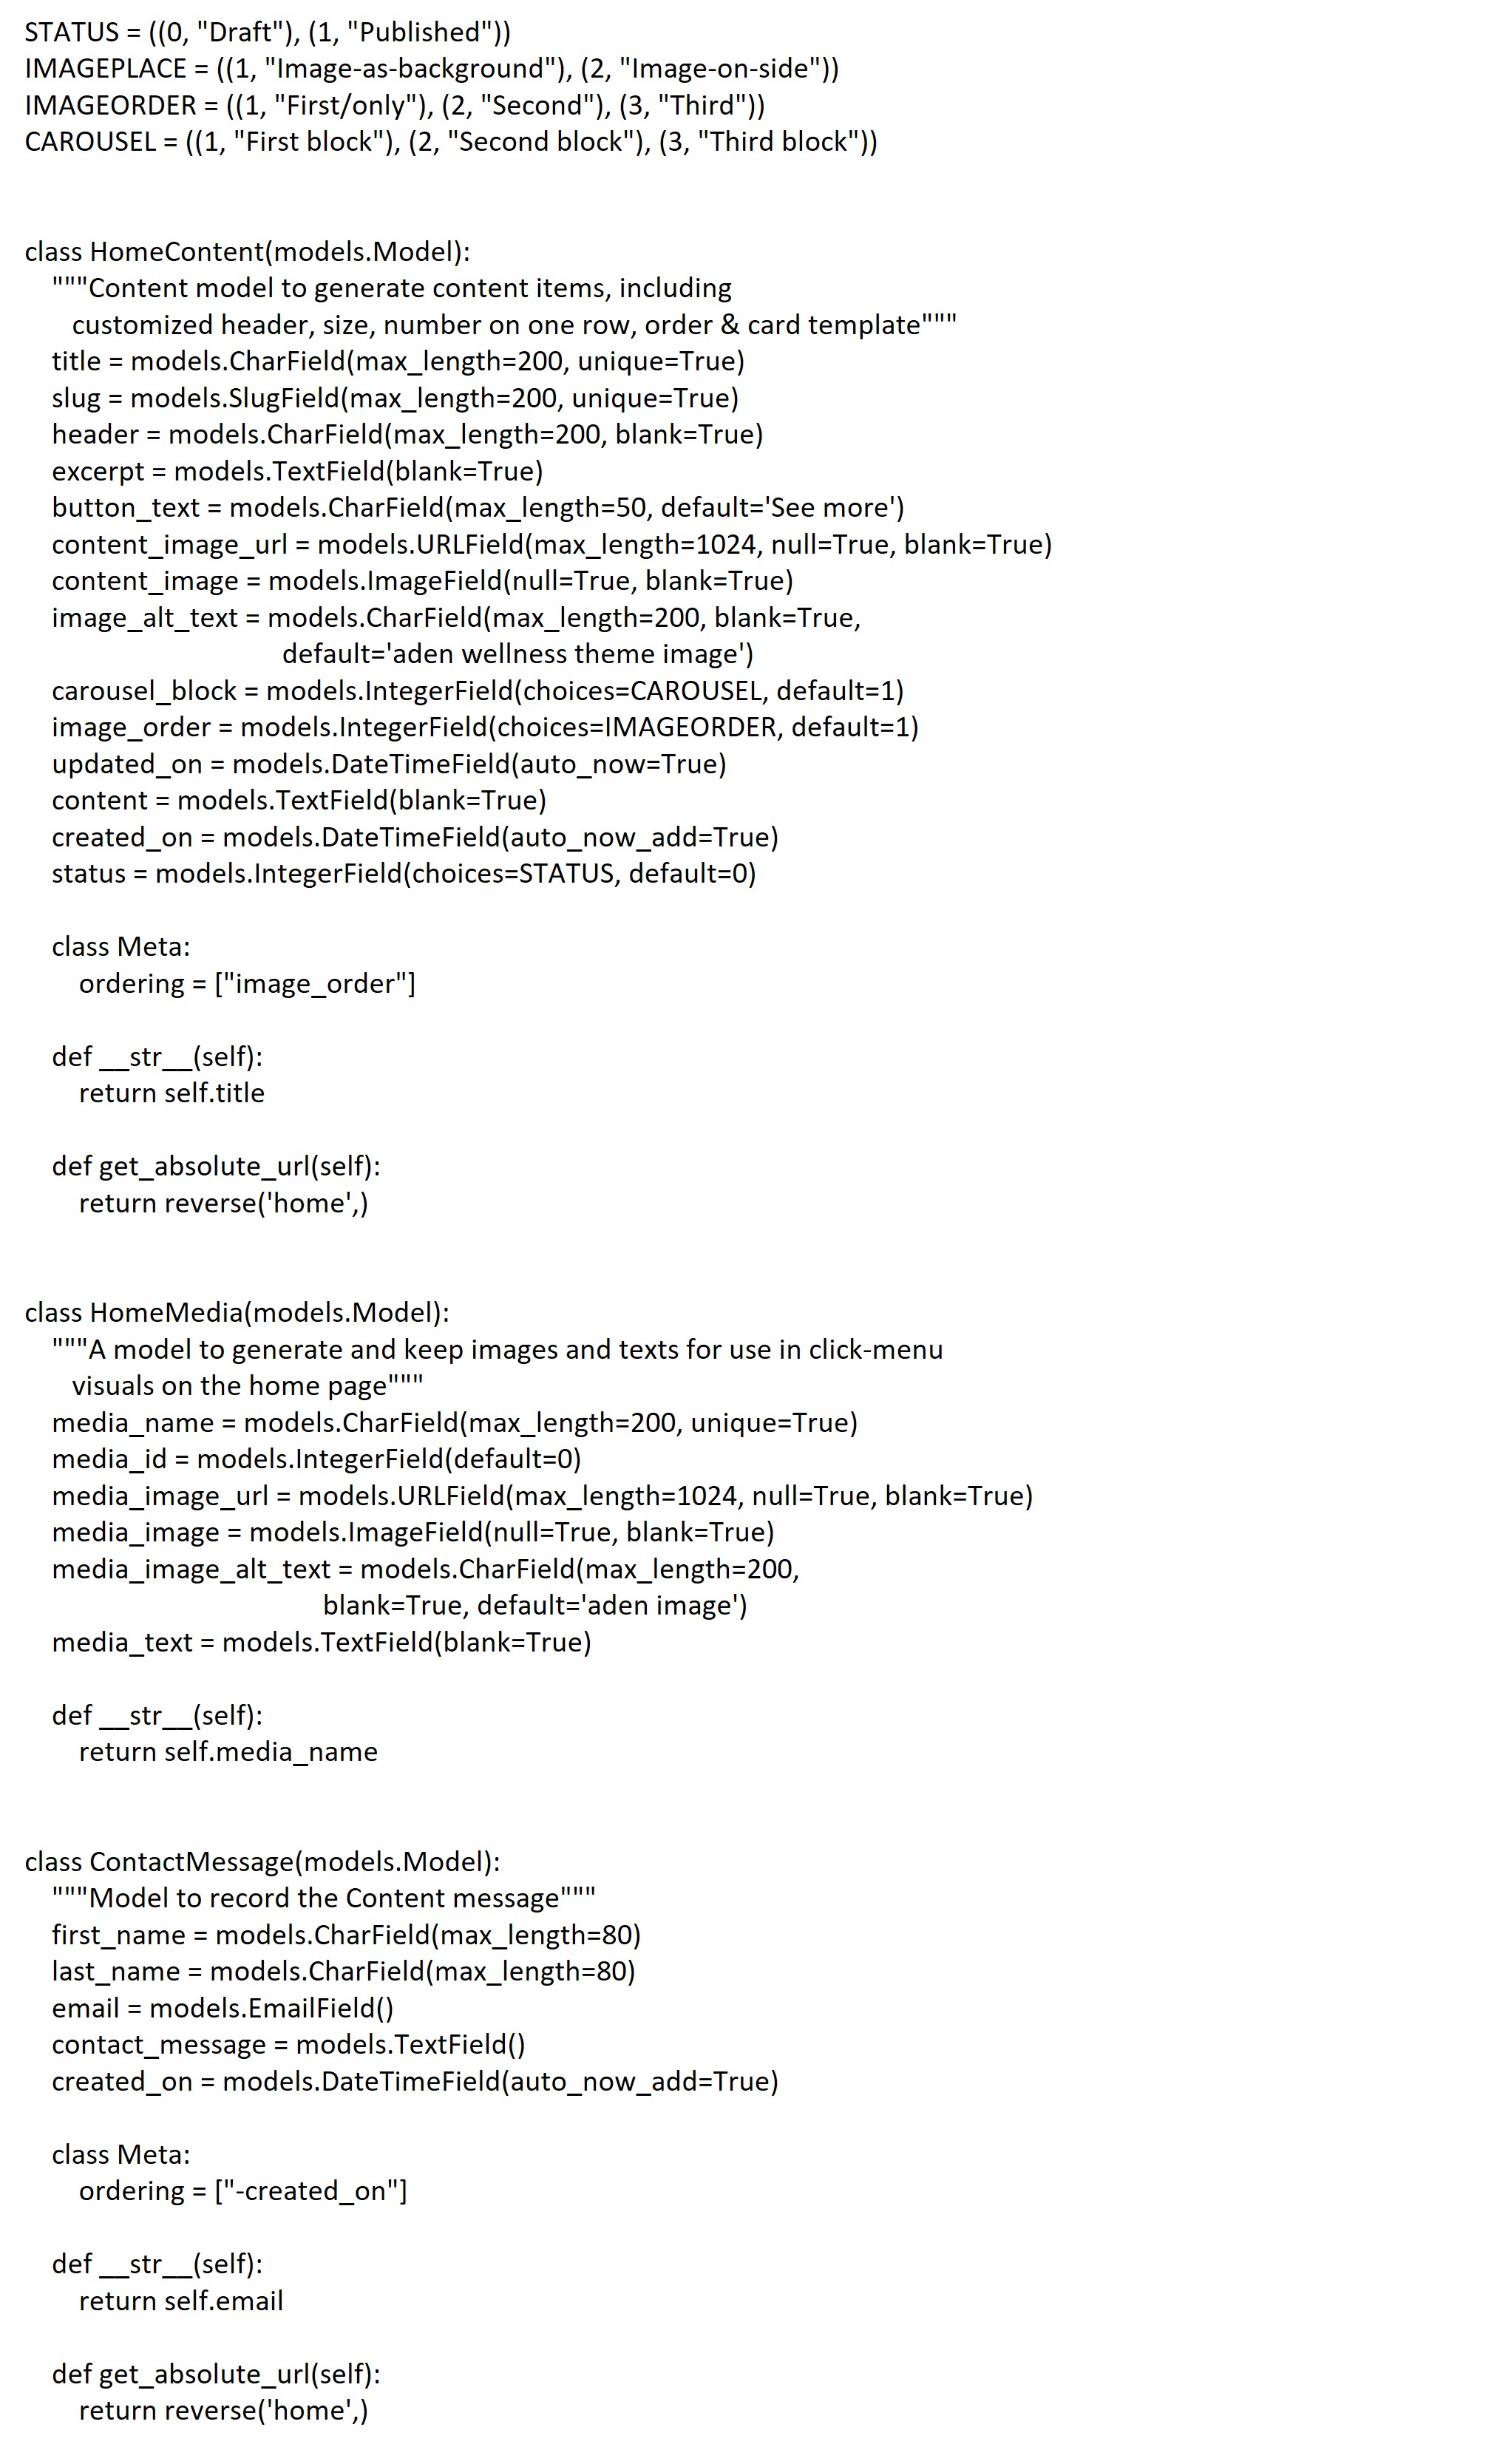 STATUS = ((0, "Draft"), (1, "Published"))
IMAGEPLACE = ((1, "Image-as-background"), (2, "Image-on-side"))
IMAGEORDER = ((1, "First/only"), (2, "Second"), (3, "Third"))
CAROUSEL = ((1, "First block"), (2, "Second block"), (3, "Third block"))
class HomeContent(models.Model):
"""Content model to generate content items, including
customized header, size, number on one row, order & card template"""
title = models.CharField(max_length=200, unique=True)
slug = models.SlugField(max_length=200, unique=True)
header = models.CharField(max_length=200, blank=True)
excerpt = models.TextField(blank=True)
button_text = models.CharField(max_length=50, default='See more')
content_image_url = models.URLField(max_length=1024, null=True, blank=True)
content_image = models.ImageField(null=True, blank=True)
image_alt_text = models.CharField(max_length=200, blank=True,
default='aden wellness theme image')
carousel_block = models.IntegerField(choices=CAROUSEL, default=1)
image_order = models.IntegerField(choices=IMAGEORDER, default=1)
updated_on = models.DateTimeField(auto_now=True)
content = models.TextField(blank=True)
created_on = models.DateTimeField(auto_now_add=True)
status = models.IntegerField(choices=STATUS, default=0)
class Meta:
ordering = ["image_order"]
def __str__(self):
return self.title
def get_absolute_url(self):
return reverse('home',)
class HomeMedia(models.Model):
"""A model to generate and keep images and texts for use in click-menu
visuals on the home page"""
media_name = models.CharField(max_length=200, unique=True)
media_id = models.IntegerField(default=0)
media_image_url = models.URLField(max_length=1024, null=True, blank=True)
media_image = models.ImageField(null=True, blank=True)
media_image_alt_text = models.CharField(max_length=200,
blank=True, default='aden image')
media_text = models.TextField(blank=True)
def __str__(self):
return self.media_name
class ContactMessage(models.Model):
"""Model to record the Content message"""
first_name = models.CharField(max_length=80)
last_name = models.CharField(max_length=80)
email = models.EmailField()
contact_message = models.TextField()
created_on = models.DateTimeField(auto_now_add=True)
class Meta:
ordering = ["-created_on"]
def __str__(self):
return self.email
def get_absolute_url(self):
return reverse('home',)